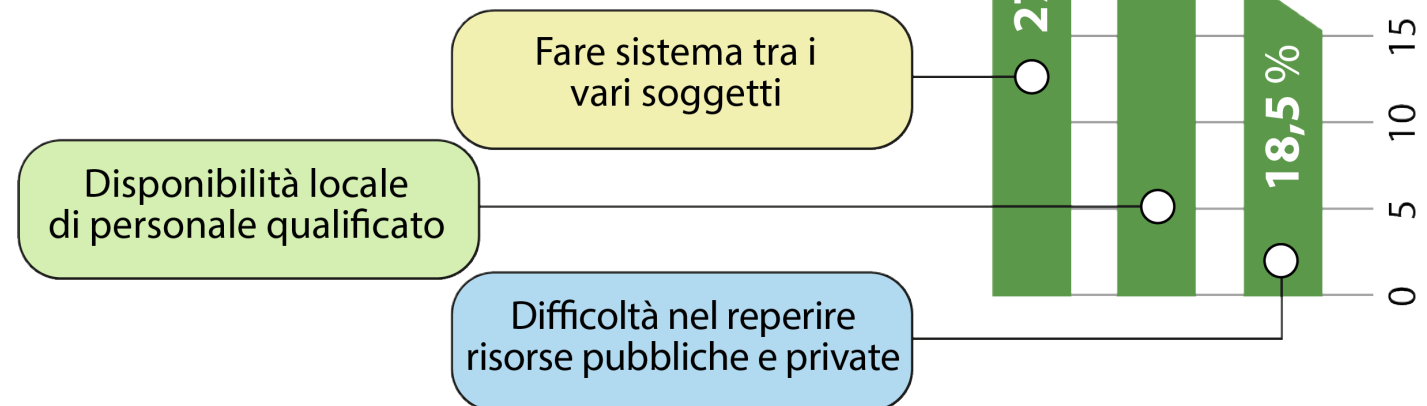 Fare sistema tra i
vari soggetti
Disponibilità locale
di personale qualificato
Difficoltà nel reperire
risorse pubbliche e private
18,5 %
15
10
5
0